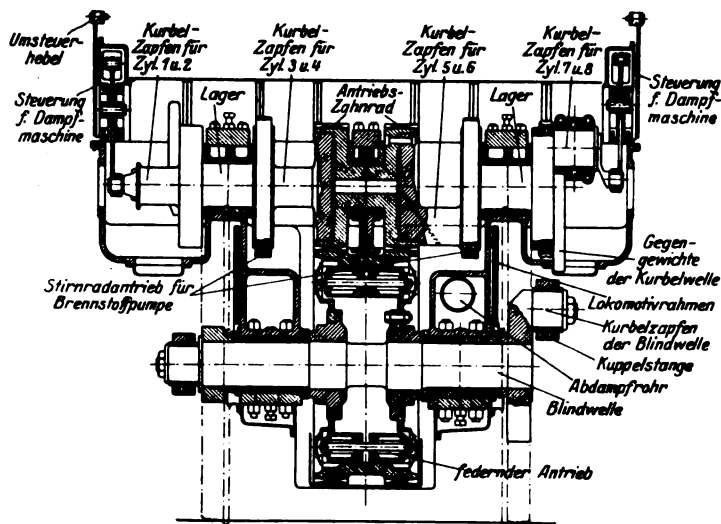 Umsteuer-
hebel
Kurbel-
Zapfen für
Zyl. 1 u. 2
Kurbel-
Zapfen für
Zyl. 3 u. 4
Kurbel-
Zapfen für
Zyl. 5 u. 6
Kurbel-
Zapfen für
Zyl. 7 u. 8
Steuerung
f. Dampf-
maschine
Lager
Antriebs-
Zahnrad
Lager
Steuerung
f. Dampf-
maschine
Stirnradantrieb für
Brennstoffpumpe
Gegen-
gewichte
der Kurbelwelle
Lokomotivrahmen
Kurbelzapfen
der Blindwelle
Kuppelstange
Abdampfrohr
Blindwelle
federnder Antrieb